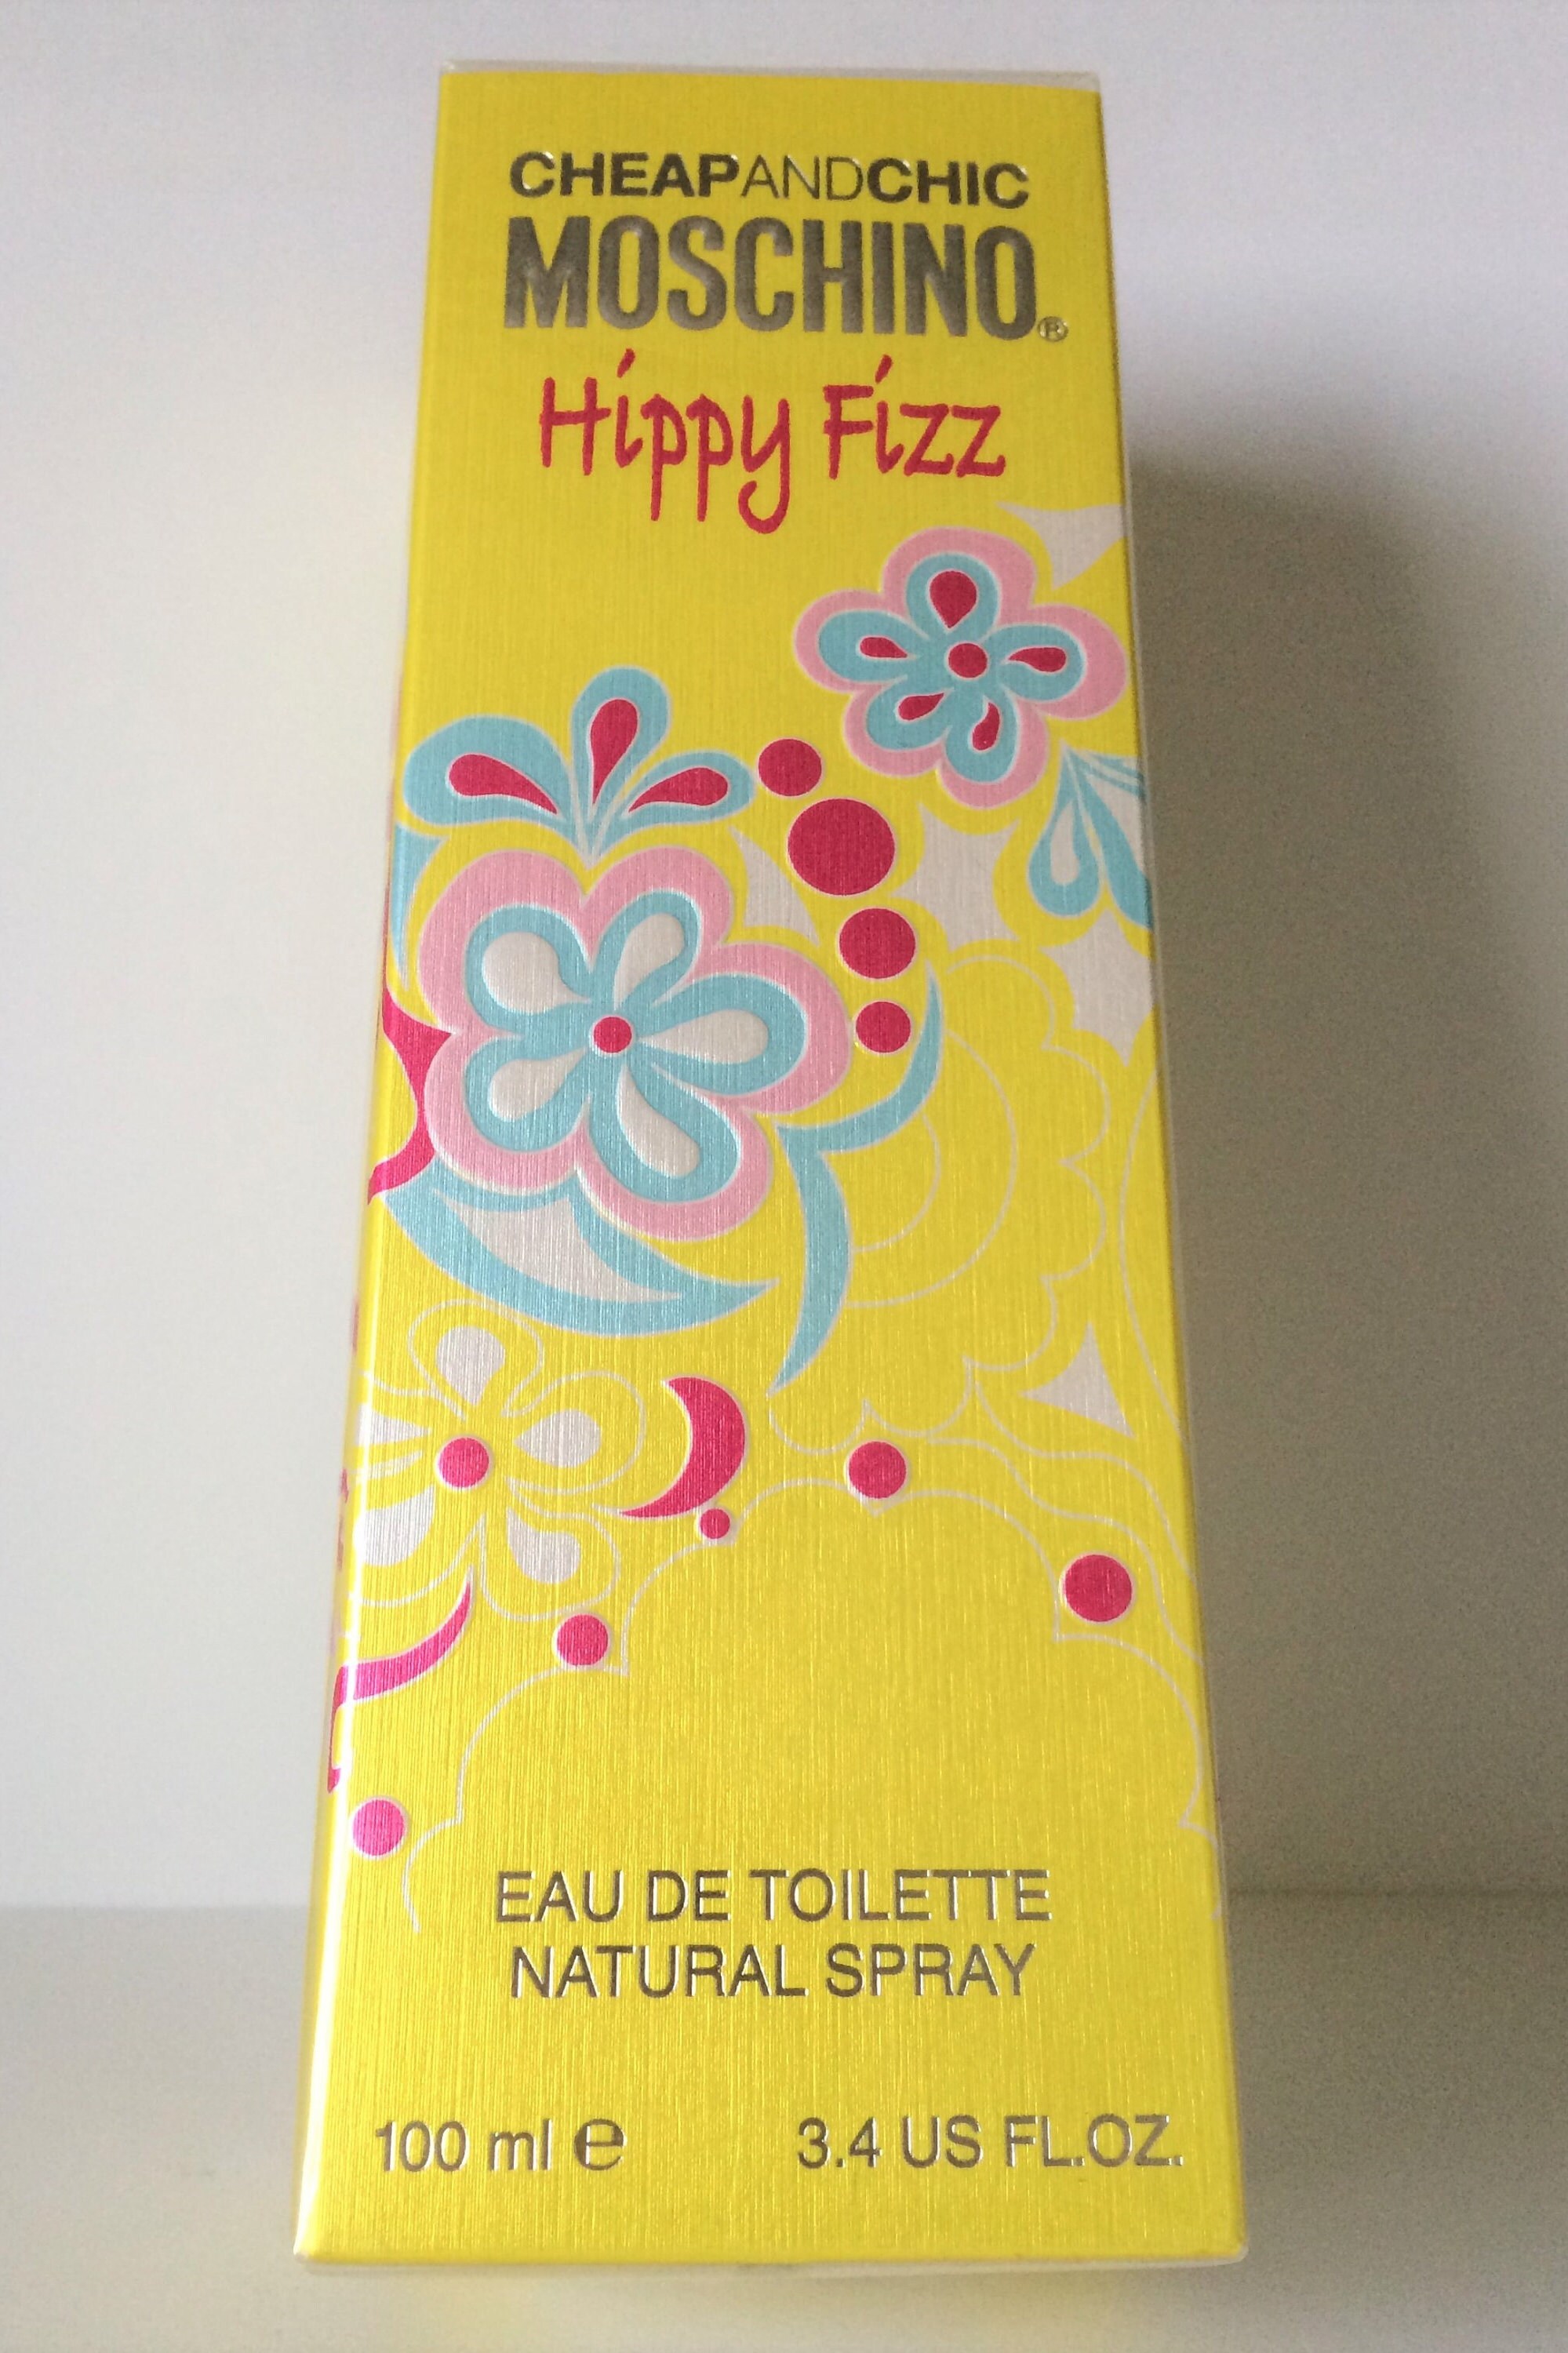 CHEAPANDCHIC
MOSCHINO®
Hippy Fizz
EAU DE TOILETTE
NATURAL SPRAY
100 ml ℮ 3.4 US FL.OZ.